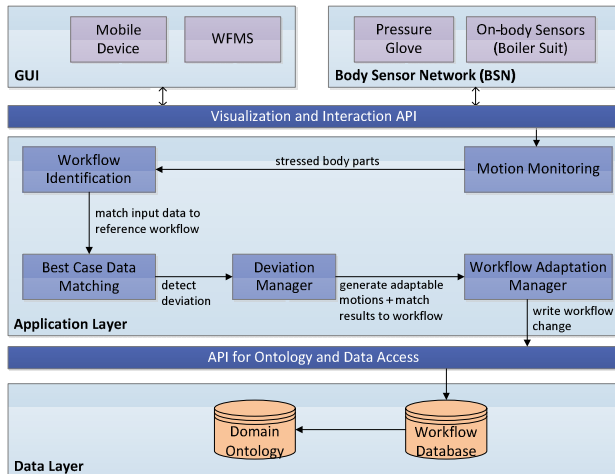 Mobile
Device
WFMS
GUI
Pressure
Glove
On-body Sensors
(Boiler Suit)
Body Sensor Network (BSN)
Visualization and Interaction API
Workflow
Identification
stressed body parts
Motion Monitoring
match input data to
reference workflow
Best Case Data
Matching
detect
deviation
Deviation
Manager
generate adaptable
motions + match
results to workflow
Workflow Adaptation
Manager
write workflow
change
Application Layer
API for Ontology and Data Access
Domain
Ontology
Workflow
Database
Data Layer